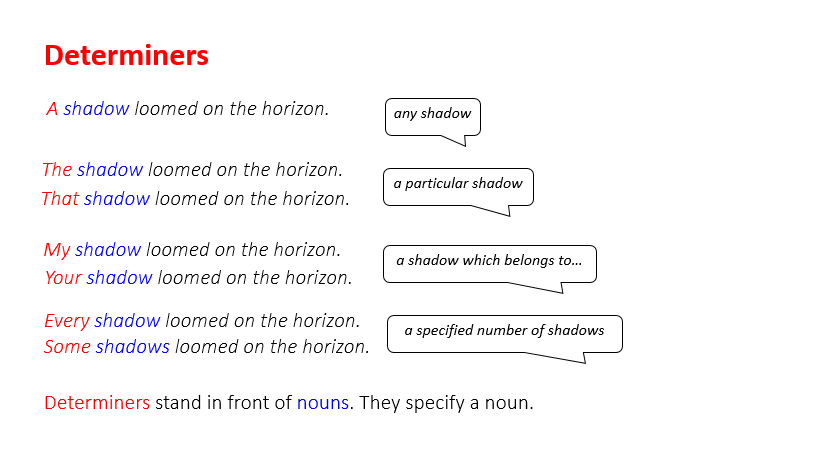 Determiners
A shadow loomed on the horizon.
any shadow
The shadow loomed on the horizon.
That shadow loomed on the horizon.
a particular shadow
My shadow loomed on the horizon.
Your shadow loomed on the horizon.
a shadow which belongs to...
Every shadow loomed on the horizon.
Some shadows loomed on the horizon.
a specified number of shadows
Determiners stand in front of nouns. They specify a noun.